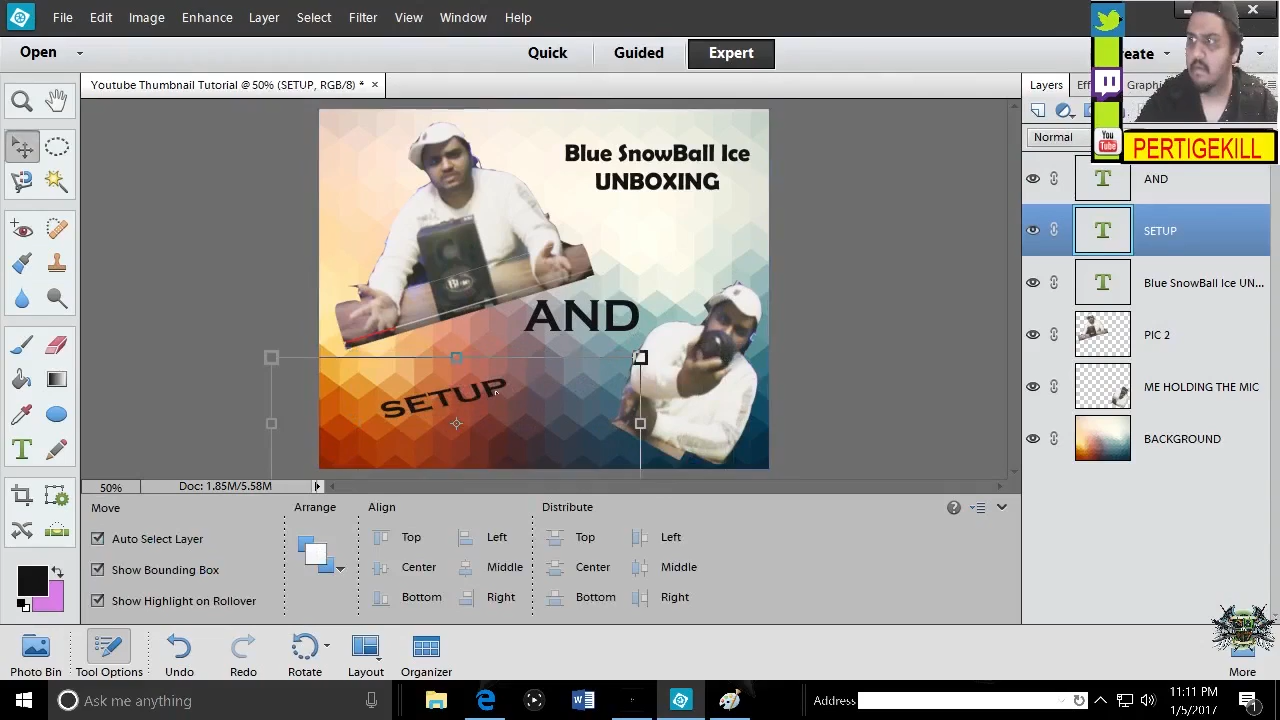 File Edit Image Enhance Layer Select Filter View Window Help
Open Quick Guided Expert
Youtube Thumbnail Tutorial @ 50% (SETUP, RGB/8) *
Layers
Normal
You
Tube
PERTIGEKILL
Blue SnowBall Ice
UNBOXING
AND
SETUP
AND
SETUP
Blue SnowBall Ice UN...
PIC 2
ME HOLDING THE MIC
BACKGROUND
50% Doc: 1.85M/5.58M
Move
Auto Select Layer
Show Bounding Box
Show Highlight on Rollover
Arrange
Align
Top Left
Center Middle
Bottom Right
Distribute
Top Left
Center Middle
Bottom Right
Photo Bin Tool Options Undo Redo Rotate Layout Organizer More
Ask me anything
Address
11:11 PM
1/5/2017